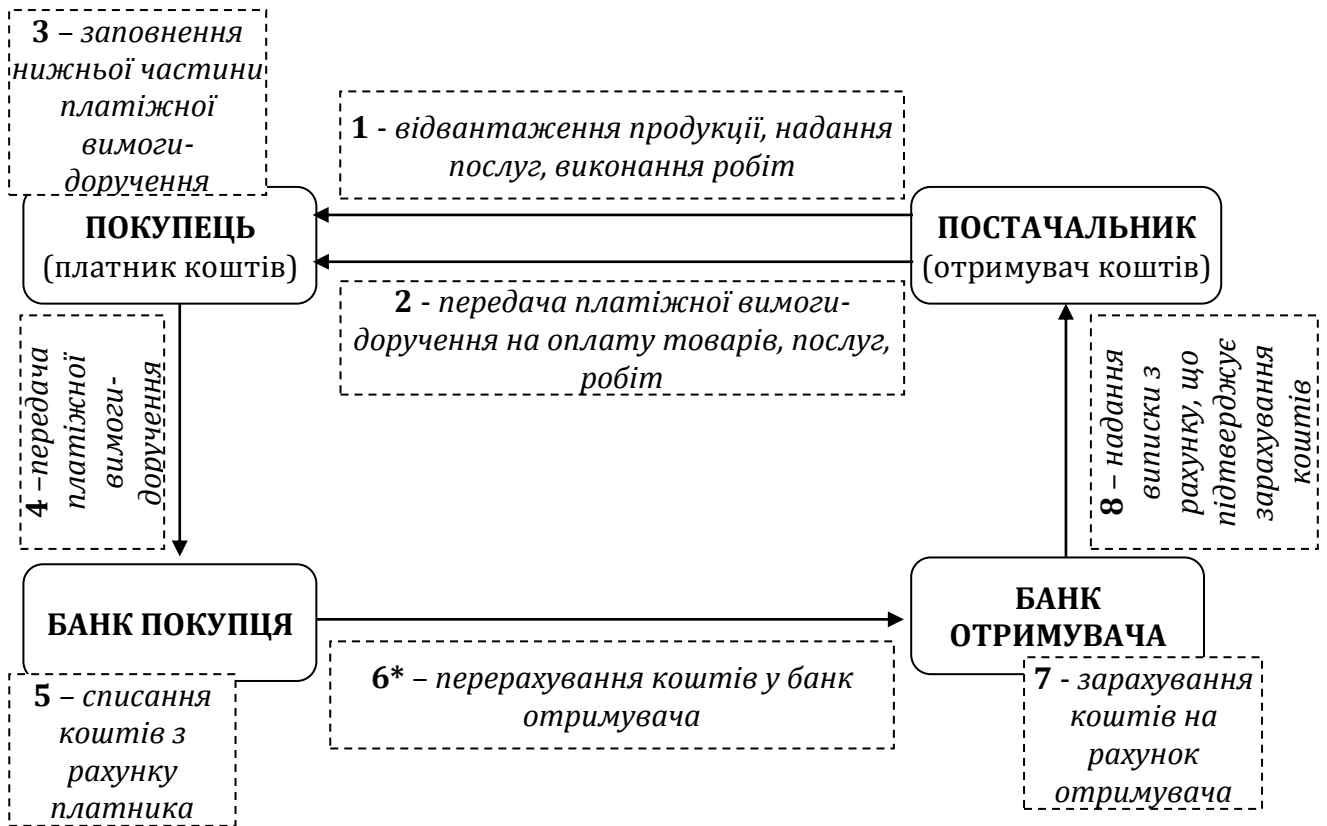 3 – заповнення
нижньої частини
платіжної
вимоги-
доручення
1 - відвантаження продукції, надання
послуг, виконання робіт
ПОКУПЕЦЬ
(платник коштів)
ПОСТАЧАЛЬНИК
(отримувач коштів)
2 - передача платіжної вимоги-
доручення на оплату товарів, послуг,
робіт
4 –передача
платіжної
вимоги-
доручення
8 – надання
виписки з
рахунку, що
підтверджує
зарахування
коштів
БАНК ПОКУПЦЯ
БАНК
ОТРИМУВАЧА
5 – списання
коштів з
рахунку
платника
6* – перерахування коштів у банк
отримувача
7 - зарахування
коштів на
рахунок
отримувача